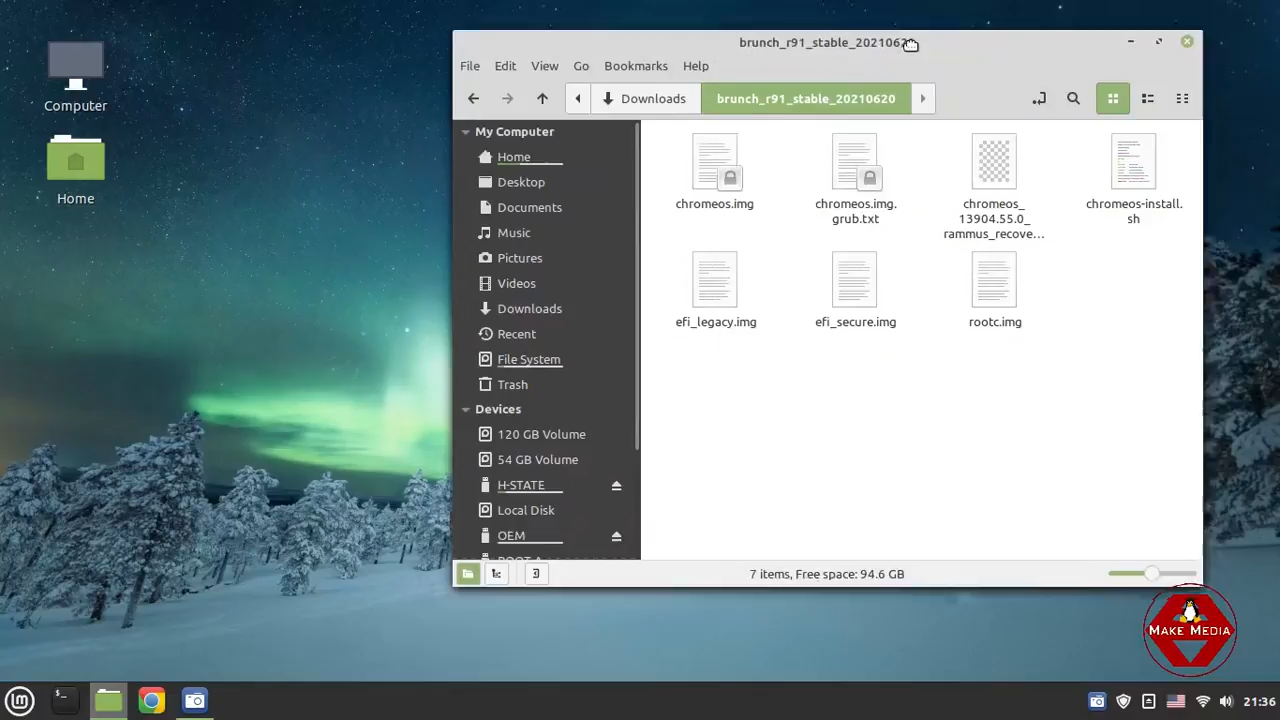 brunch_r91_stable_2021062
File Edit View Go Bookmarks Help
Downloads brunch_r91_stable_20210620
Computer
Home
My Computer
Home
Desktop
Documents
Music
Pictures
Videos
Downloads
Recent
File System
Trash
Devices
120 GB Volume
54 GB Volume
H-STATE
Local Disk
OEM
chromeos.img
chromeos.img.
grub.txt
chromeos_
13904.55.0_
rammus_recove...
chromeos-install.
sh
efi_legacy.img
efi_secure.img
rootc.img
7 items, Free space: 94.6 GB
MAKE MEDIA
lm
21:36